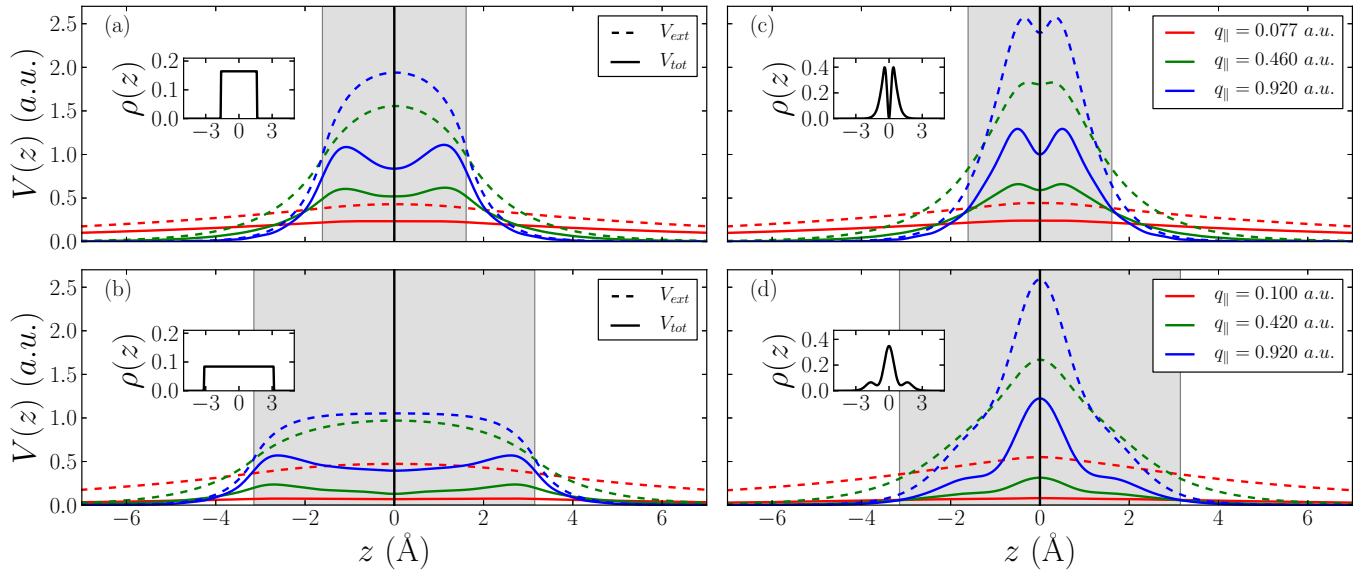 (a)
V_ext
V_tot
ρ(z)
0.2
0.1
0.0
−3 0 3
V(z) (a.u.)
2.5
2.0
1.5
1.0
0.5
0.0
(c)
q∥ = 0.077 a.u.
q∥ = 0.460 a.u.
q∥ = 0.920 a.u.
ρ(z)
0.4
0.2
0.0
−3 0 3
(b)
V_ext
V_tot
ρ(z)
0.2
0.1
0.0
−3 0 3
V(z) (a.u.)
2.5
2.0
1.5
1.0
0.5
0.0
−6 −4 −2 0 2 4 6
z (Å)
(d)
q∥ = 0.100 a.u.
q∥ = 0.420 a.u.
q∥ = 0.920 a.u.
ρ(z)
0.4
0.2
0.0
−3 0 3
−6 −4 −2 0 2 4 6
z (Å)